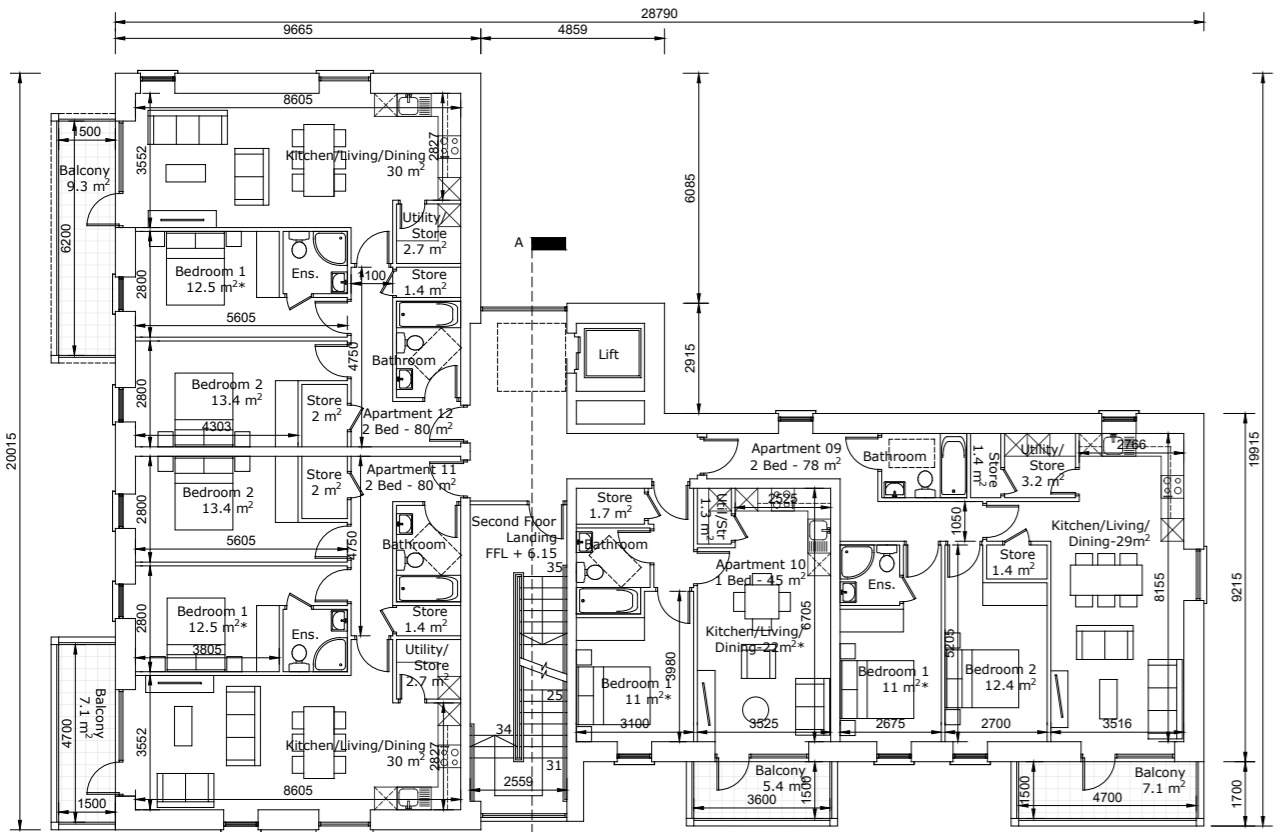 28790
9665
4859
8605
1500
3552
2827
Kitchen/Living/Dining
30 m²
Balcony
9.3 m²
6200
6085
20015
19915
Utility/
Store
2.7 m²
A
Bedroom 1
12.5 m²*
Ens.
2800
1100
Store
1.4 m²
5605
4750
Bathroom
2915
Lift
Bedroom 2
13.4 m²
2800
Store
2 m²
4303
Apartment 12
2 Bed - 80 m²
Apartment 11
2 Bed - 80 m²
Bedroom 2
13.4 m²
2800
Store
2 m²
5605
4750
Bathroom
Second Floor
Landing
FFL + 6.15
35
Apartment 09
2 Bed - 78 m²
Bathroom
Store
1.4 m²
Utility/
Store
3.2 m²
2766
Store
1.7 m²
Util/Str
1.3 m²
2525
Bathroom
Apartment 10
1 Bed - 45 m²
6705
Kitchen/Living/
Dining-22m²*
1050
Kitchen/Living/
Dining-29m²
8155
9215
Store
1.4 m²
Ens.
Bedroom 1
12.5 m²*
2800
3805
Ens.
Store
1.4 m²
Utility/
Store
2.7 m²
3980
5205
Bedroom 1
11 m²*
3100
3525
Bedroom 1
11 m²*
2675
Bedroom 2
12.4 m²
2700
3516
25
34
31
2559
Balcony
7.1 m²
4700
1500
3552
Kitchen/Living/Dining
30 m²
2827
8605
Balcony
5.4 m²
1500
3600
1500
4700
Balcony
7.1 m²
1700